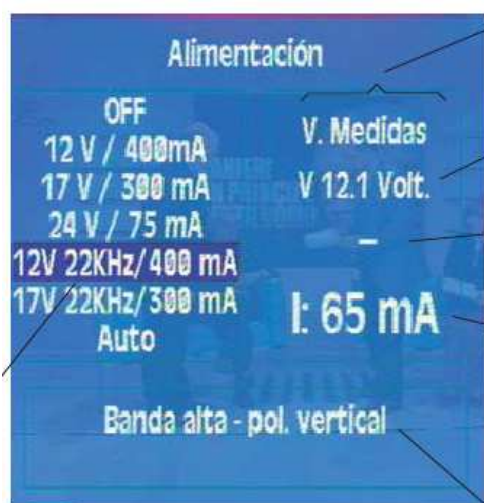 Alimentación
OFF
12 V / 400mA
17 V / 300 mA
24 V / 75 mA
12V 22KHz/ 400 mA
17V 22KHz/300 mA
Auto
V. Medidas
V 12.1 Volt.
–
I: 65 mA
Banda alta - pol. vertical